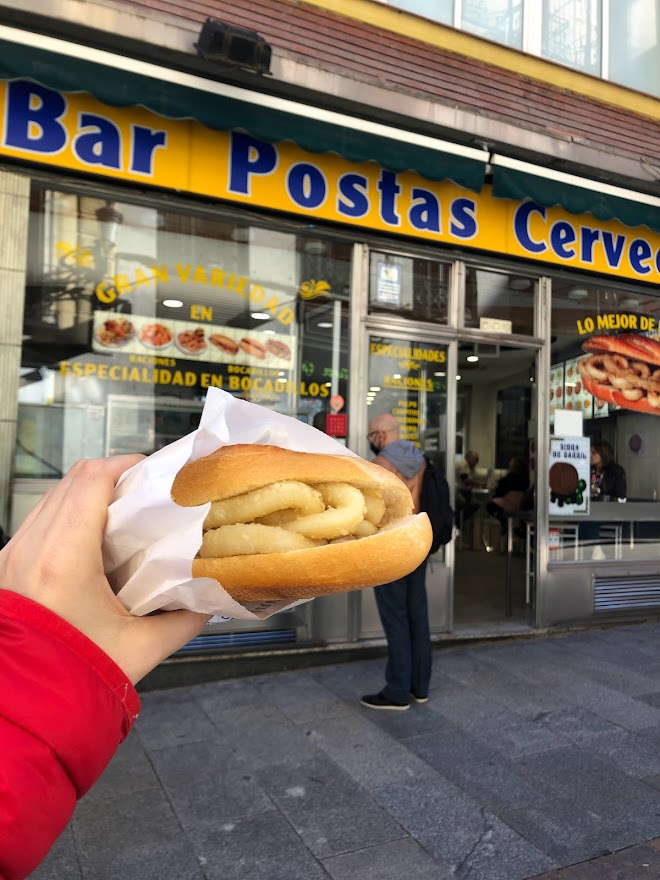 Bar Postas Cervec
GRAN VARIEDAD
EN
RACIONES
BOCADILLOS
ESPECIALIDAD EN BOCADILLOS
ESPECIALIDADES
RACIONES
PULPO
LO MEJOR DE
SIDRA
DE BARRIL